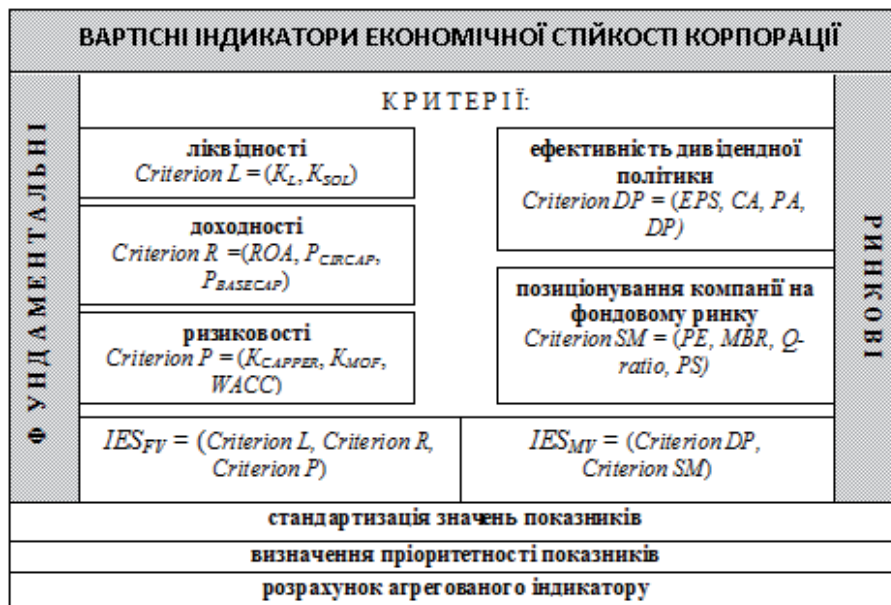 ВАРТІСНІ ІНДИКАТОРИ ЕКОНОМІЧНОЇ СТІЙКОСТІ КОРПОРАЦІЇ
ФУНДАМЕНТАЛЬНІ
КРИТЕРІЇ:
ліквідності
Criterion L = (K_L, K_SOL)
доходності
Criterion R =(ROA, P_CIRCAP,
P_BASECAP)
ризиковості
Criterion P = (K_CAPPER, K_MOF,
WACC)
ефективність дивідендної
політики
Criterion DP = (EPS, CA, PA,
DP)
позиціонування компанії на
фондовому ринку
Criterion SM = (PE, MBR, Q-
ratio, PS)
РИНКОВІ
IES_FV = (Criterion L, Criterion R,
Criterion P)
IES_MV = (Criterion DP,
Criterion SM)
стандартизація значень показників
визначення пріоритетності показників
розрахунок агрегованого індикатору